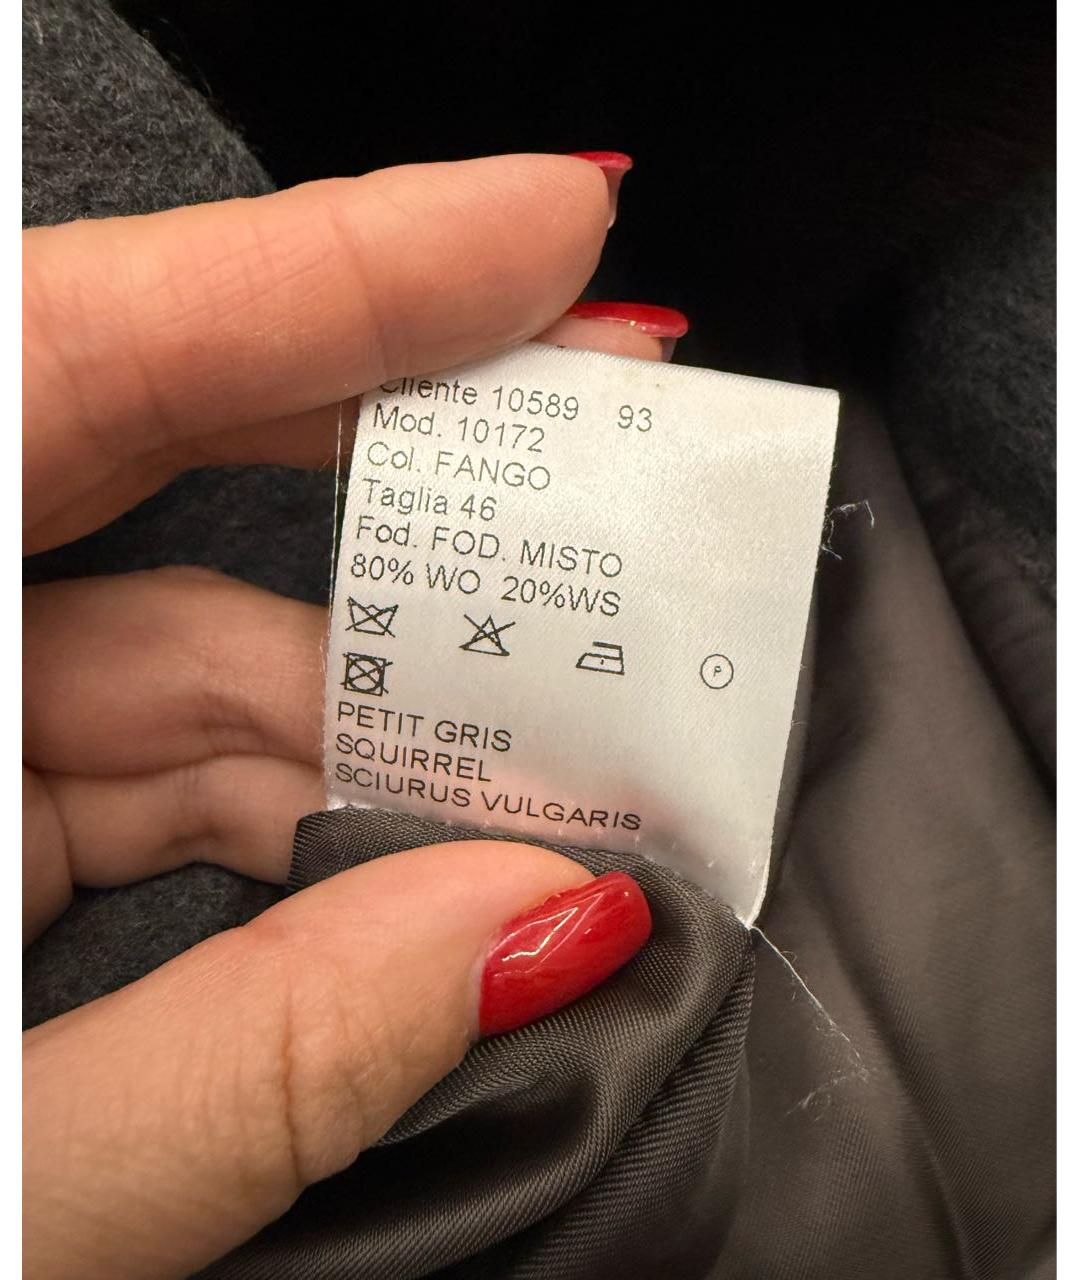 Cliente 10589 93
Mod. 10172
Col. FANGO
Taglia 46
Fod. FOD. MISTO
80% WO 20%WS
P
PETIT GRIS
SQUIRREL
SCIURUS VULGARIS